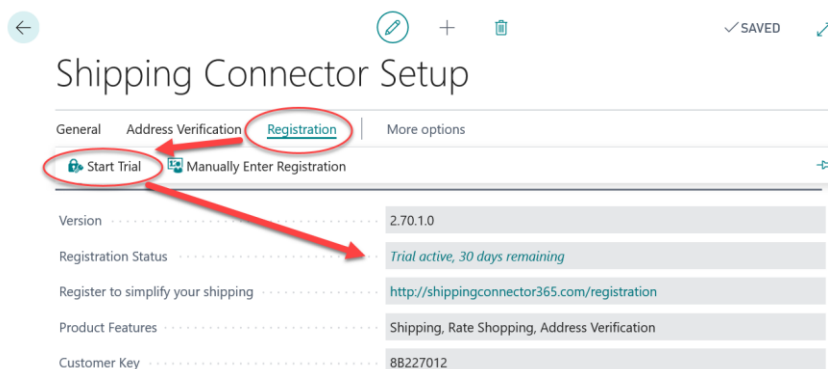 SAVED
Shipping Connector Setup
General Address Verification Registration More options
Start Trial Manually Enter Registration
Version 2.70.1.0
Registration Status Trial active, 30 days remaining
Register to simplify your shipping http://shippingconnector365.com/registration
Product Features Shipping, Rate Shopping, Address Verification
Customer Key 8B227012